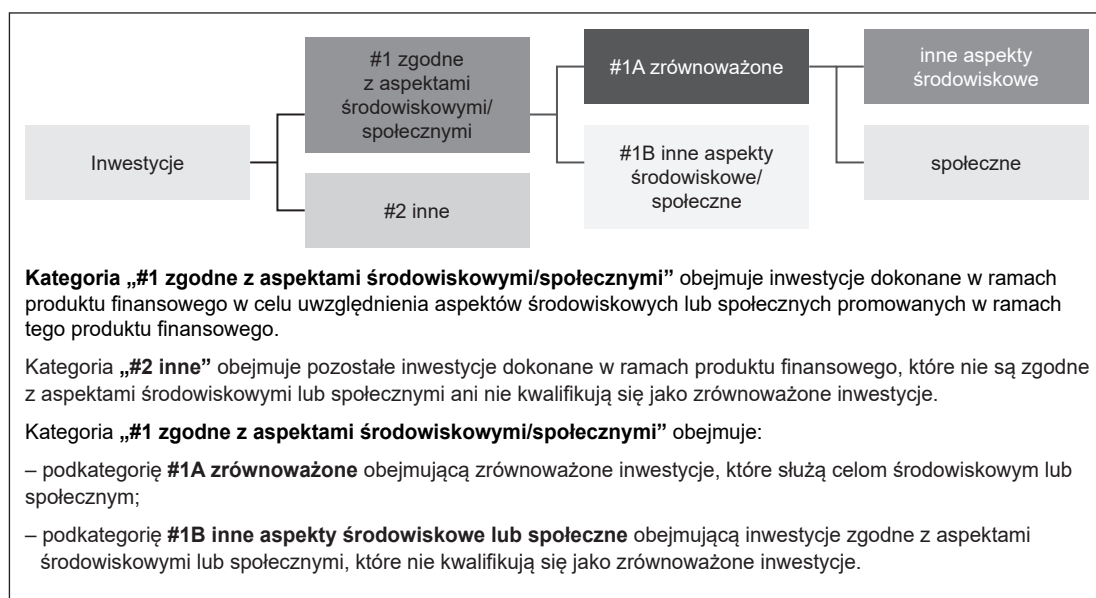 Inwestycje
#1 zgodne
z aspektami
środowiskowymi/
społecznymi
#2 inne
#1A zrównoważone
#1B inne aspekty
środowiskowe/
społeczne
inne aspekty
środowiskowe
społeczne
Kategoria „#1 zgodne z aspektami środowiskowymi/społecznymi” obejmuje inwestycje dokonane w ramach
produktu finansowego w celu uwzględnienia aspektów środowiskowych lub społecznych promowanych w ramach
tego produktu finansowego.
Kategoria „#2 inne” obejmuje pozostałe inwestycje dokonane w ramach produktu finansowego, które nie są zgodne
z aspektami środowiskowymi lub społecznymi ani nie kwalifikują się jako zrównoważone inwestycje.
Kategoria „#1 zgodne z aspektami środowiskowymi/społecznymi” obejmuje:
– podkategorię #1A zrównoważone obejmującą zrównoważone inwestycje, które służą celom środowiskowym lub
społecznym;
– podkategorię #1B inne aspekty środowiskowe lub społeczne obejmującą inwestycje zgodne z aspektami
środowiskowymi lub społecznymi, które nie kwalifikują się jako zrównoważone inwestycje.